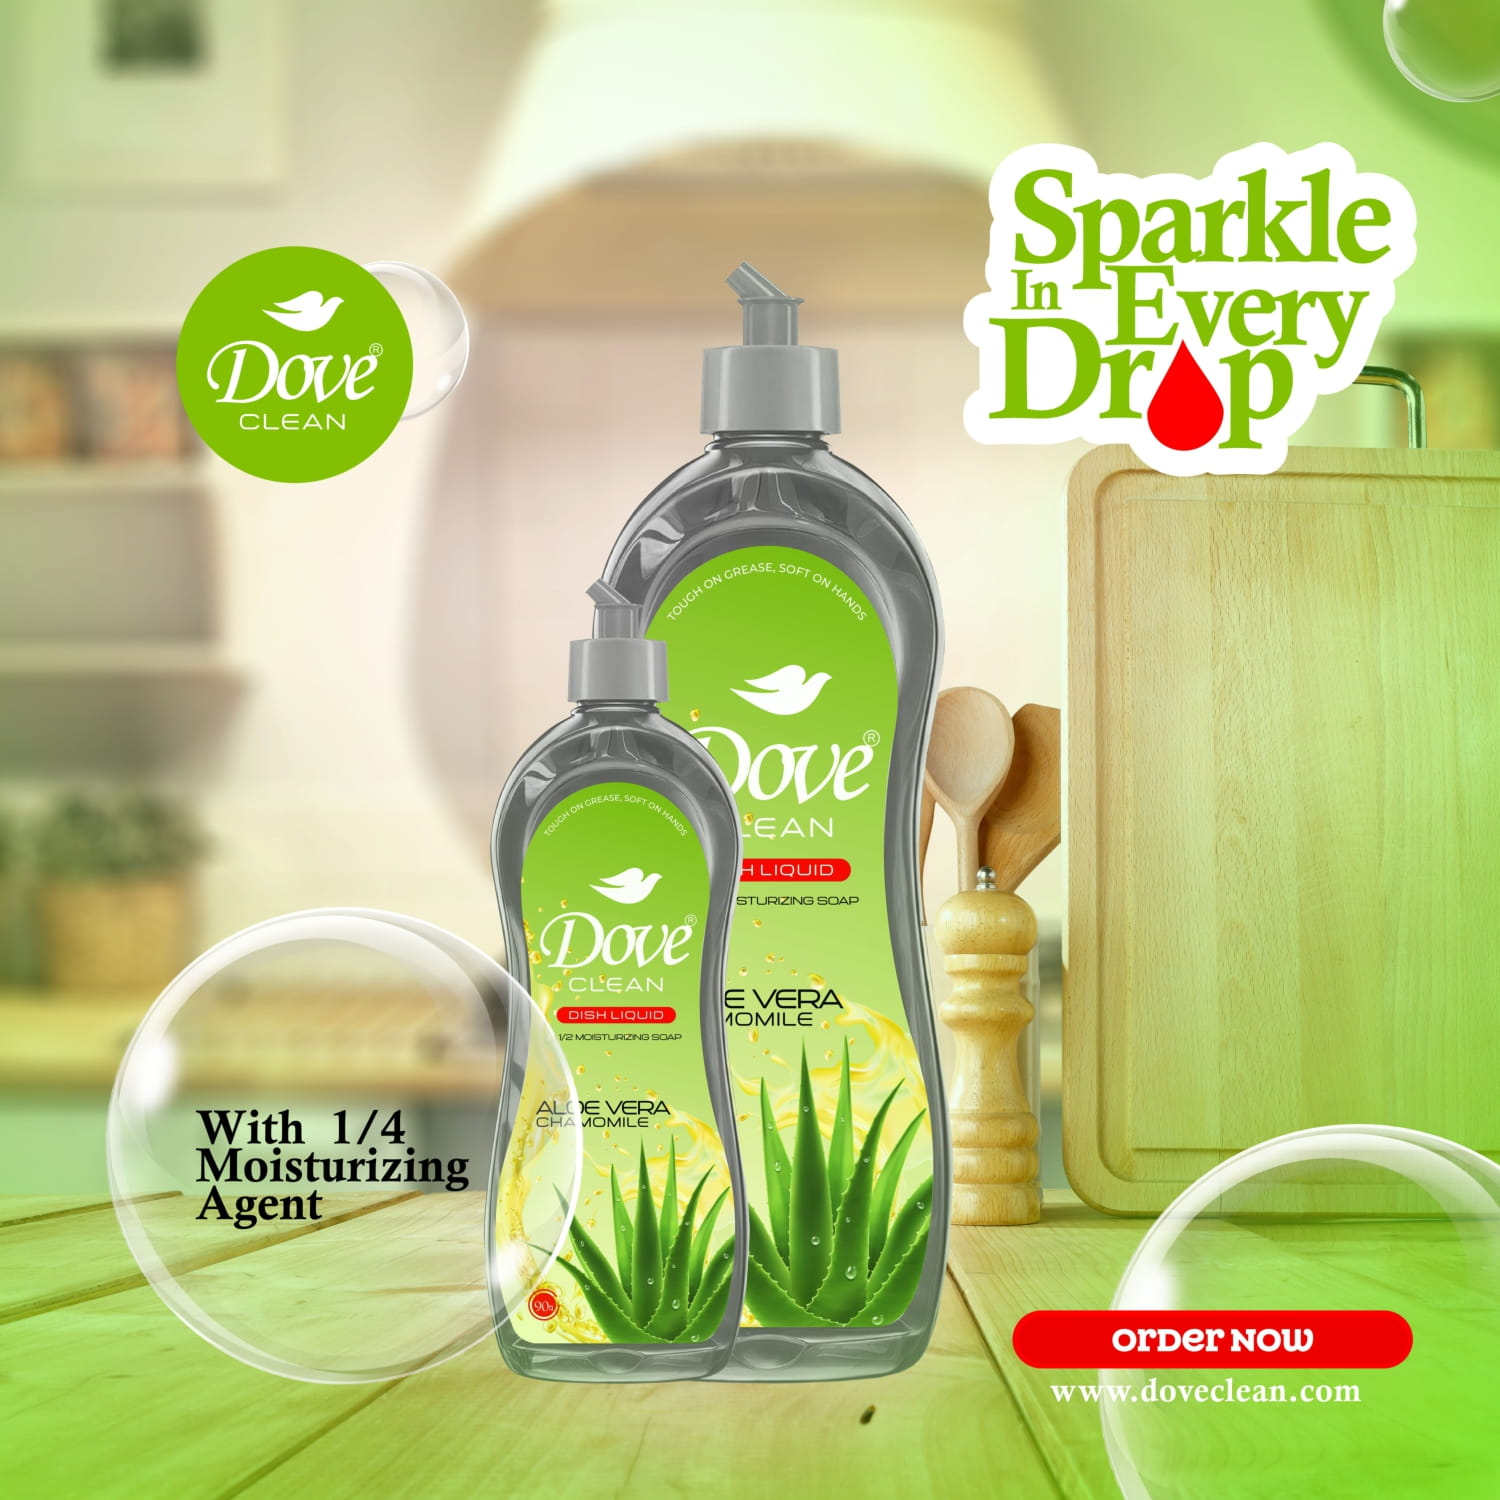 Sparkle
In Every
Drop
Dove®
CLEAN
TOUGH ON GREASE, SOFT ON HANDS
Dove®
CLEAN
H LIQUID
STURIZING SOAP
E VERA
MOMILE
TOUGH ON GREASE, SOFT ON HANDS
Dove®
CLEAN
DISH LIQUID
1/2 MOISTURIZING SOAP
ALOE VERA
CHAMOMILE
With 1/4
Moisturizing
Agent
ORDER NOW
www.doveclean.com